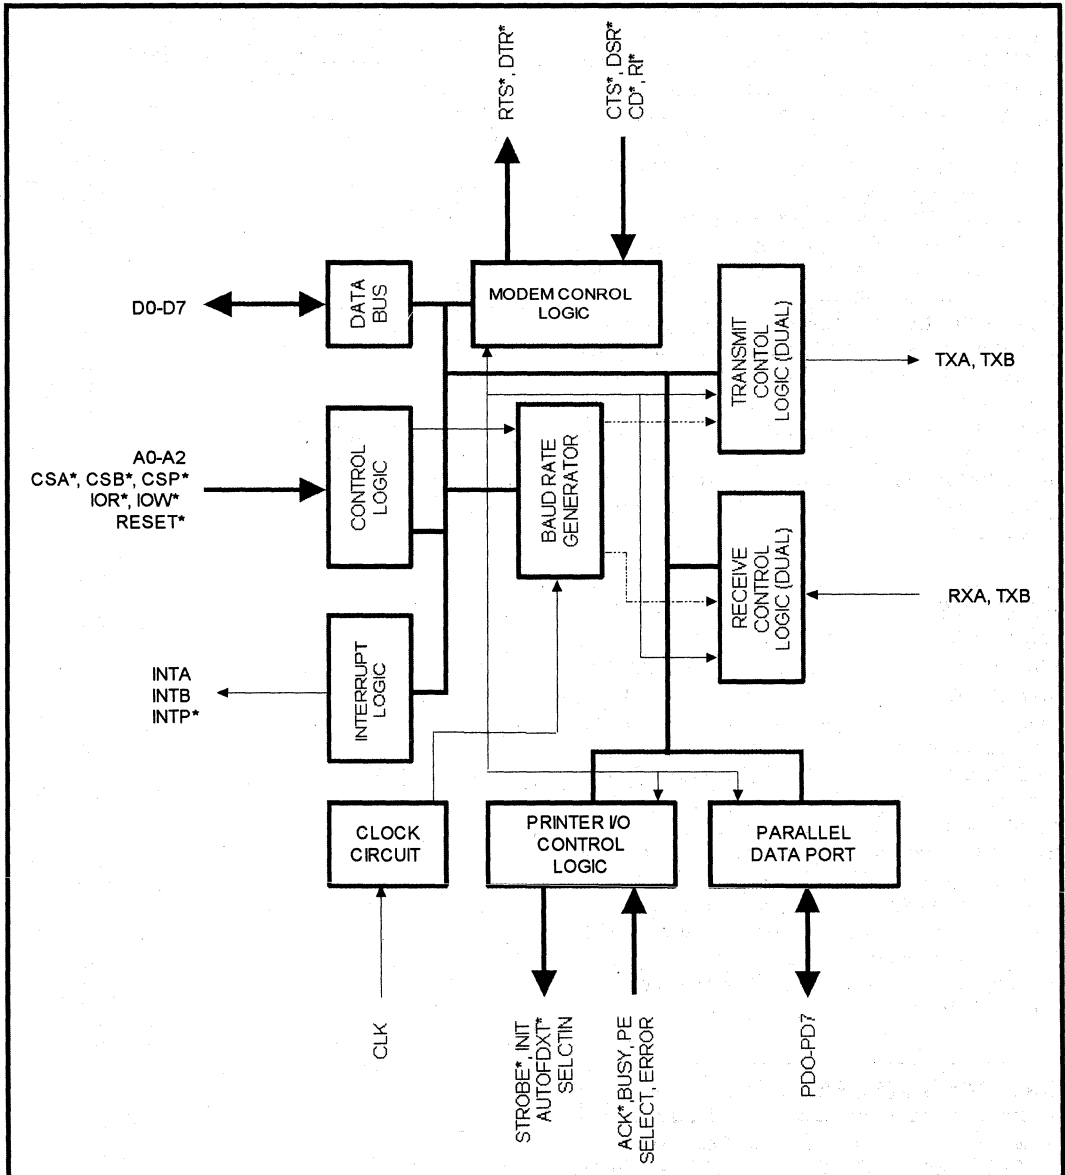 RTS*, DTR*
CTS*, DSR*
CD*, RI*
D0-D7
DATA
BUS
MODEM CONROL
LOGIC
TRANSMIT
CONTOL
LOGIC (DUAL)
TXA, TXB
A0-A2
CSA*, CSB*, CSP*
IOR*, IOW*
RESET*
CONTROL
LOGIC
BAUD RATE
GENERATOR
RECEIVE
CONTROL
LOGIC (DUAL)
RXA, TXB
INTA
INTB
INTP*
INTERRUPT
LOGIC
CLOCK
CIRCUIT
PRINTER I/O
CONTROL
LOGIC
PARALLEL
DATA PORT
CLK
STROBE*, INIT
AUTOFDXT*
SELCTIN
ACK*,BUSY, PE
SELECT, ERROR
PD0-PD7